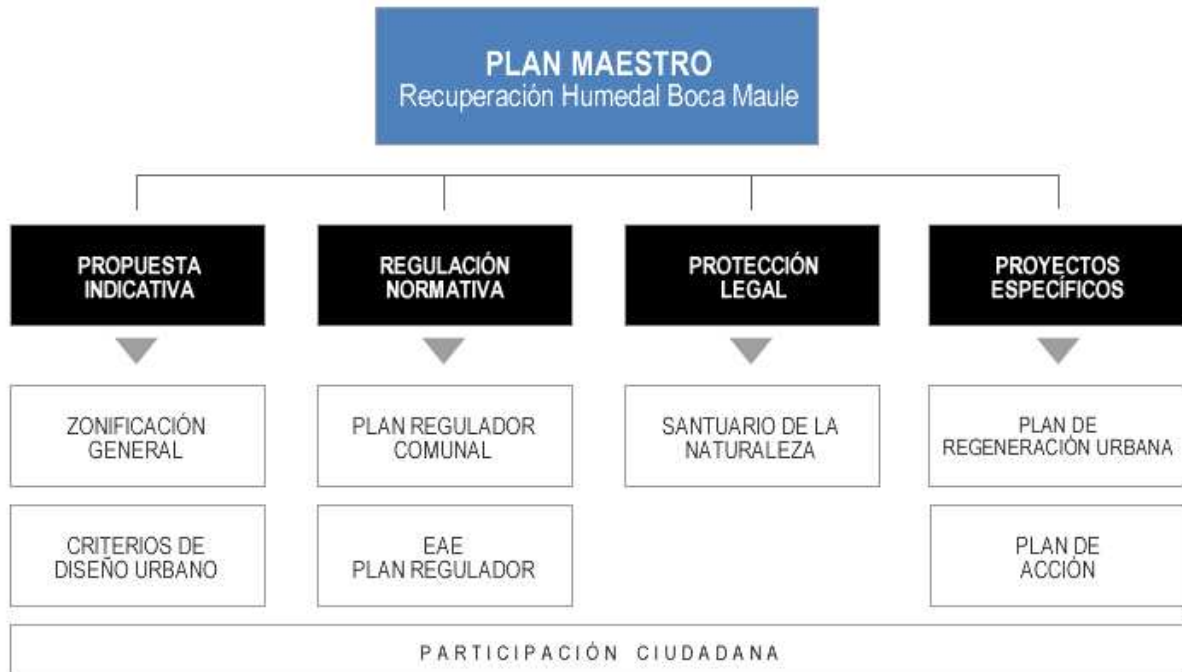 PLAN MAESTRO
Recuperación Humedal Boca Maule
PROPUESTA
INDICATIVA
REGULACIÓN
NORMATIVA
PROTECCIÓN
LEGAL
PROYECTOS
ESPECÍFICOS
ZONIFICACIÓN
GENERAL
PLAN REGULADOR
COMUNAL
SANTUARIO DE LA
NATURALEZA
PLAN DE
REGENERACIÓN URBANA
CRITERIOS DE
DISEÑO URBANO
EAE
PLAN REGULADOR
PLAN DE
ACCIÓN
PARTICIPACIÓN CIUDADANA